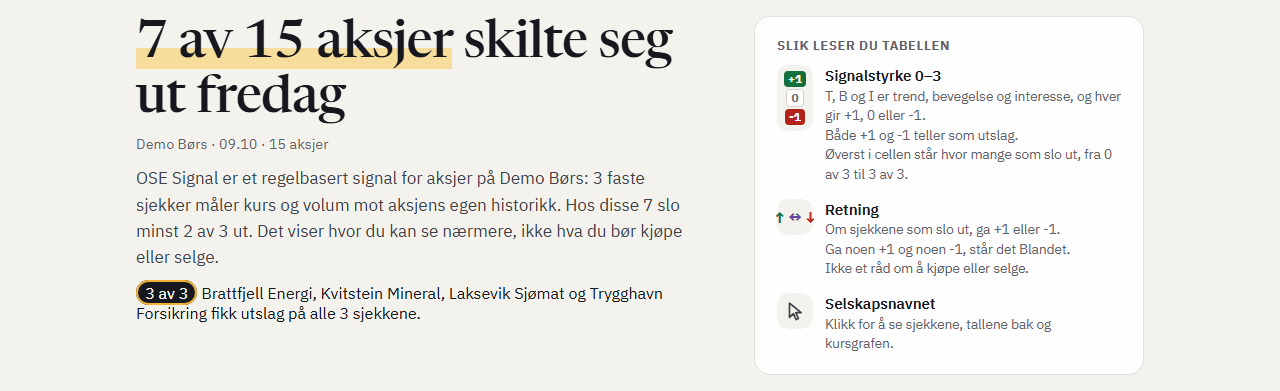 7 av 15 aksjer skilte seg
ut fredag
Demo Børs · 09.10 · 15 aksjer
OSE Signal er et regelbasert signal for aksjer på Demo Børs: 3 faste
sjekker måler kurs og volum mot aksjens egen historikk. Hos disse 7 slo
minst 2 av 3 ut. Det viser hvor du kan se nærmere, ikke hva du bør kjøpe
eller selge.
3 av 3 Brattfjell Energi, Kvitstein Mineral, Laksevik Sjømat og Trygghavn
Forsikring fikk utslag på alle 3 sjekkene.
SLIK LESER DU TABELLEN
+1
0
-1
Signalstyrke 0–3
T, B og I er trend, bevegelse og interesse, og hver
gir +1, 0 eller -1.
Både +1 og -1 teller som utslag.
Øverst i cellen står hvor mange som slo ut, fra 0
av 3 til 3 av 3.
↑ ↔ ↓
Retning
Om sjekkene som slo ut, ga +1 eller -1.
Ga noen +1 og noen -1, står det Blandet.
Ikke et råd om å kjøpe eller selge.
Selskapsnavnet
Klikk for å se sjekkene, tallene bak og
kursgrafen.